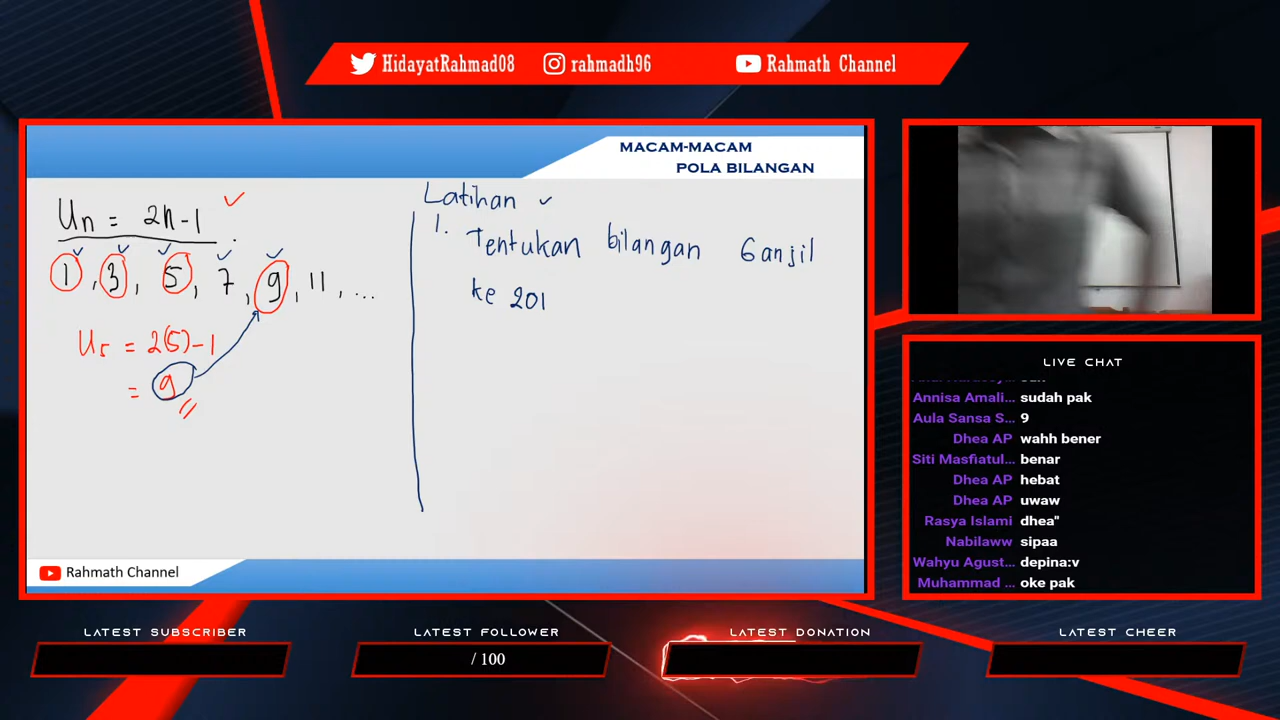 HidayatRahmad08 rahmadh96 Rahmath Channel
MACAM-MACAM
POLA BILANGAN
Un = 2n-1
1, 3, 5, 7, 9, 11, ...
U5 = 2(5)-1
= 9
Latihan
1. Tentukan bilangan Ganjil
ke 201
Rahmath Channel
LIVE CHAT
Annisa Amali... sudah pak
Aula Sansa S... 9
Dhea AP wahh bener
Siti Masfiatul... benar
Dhea AP hebat
Dhea AP uwaw
Rasya Islami dhea"
Nabilaww sipaa
Wahyu Agust... depina:v
Muhammad ... oke pak
LATEST SUBSCRIBER LATEST FOLLOWER LATEST DONATION LATEST CHEER
/ 100